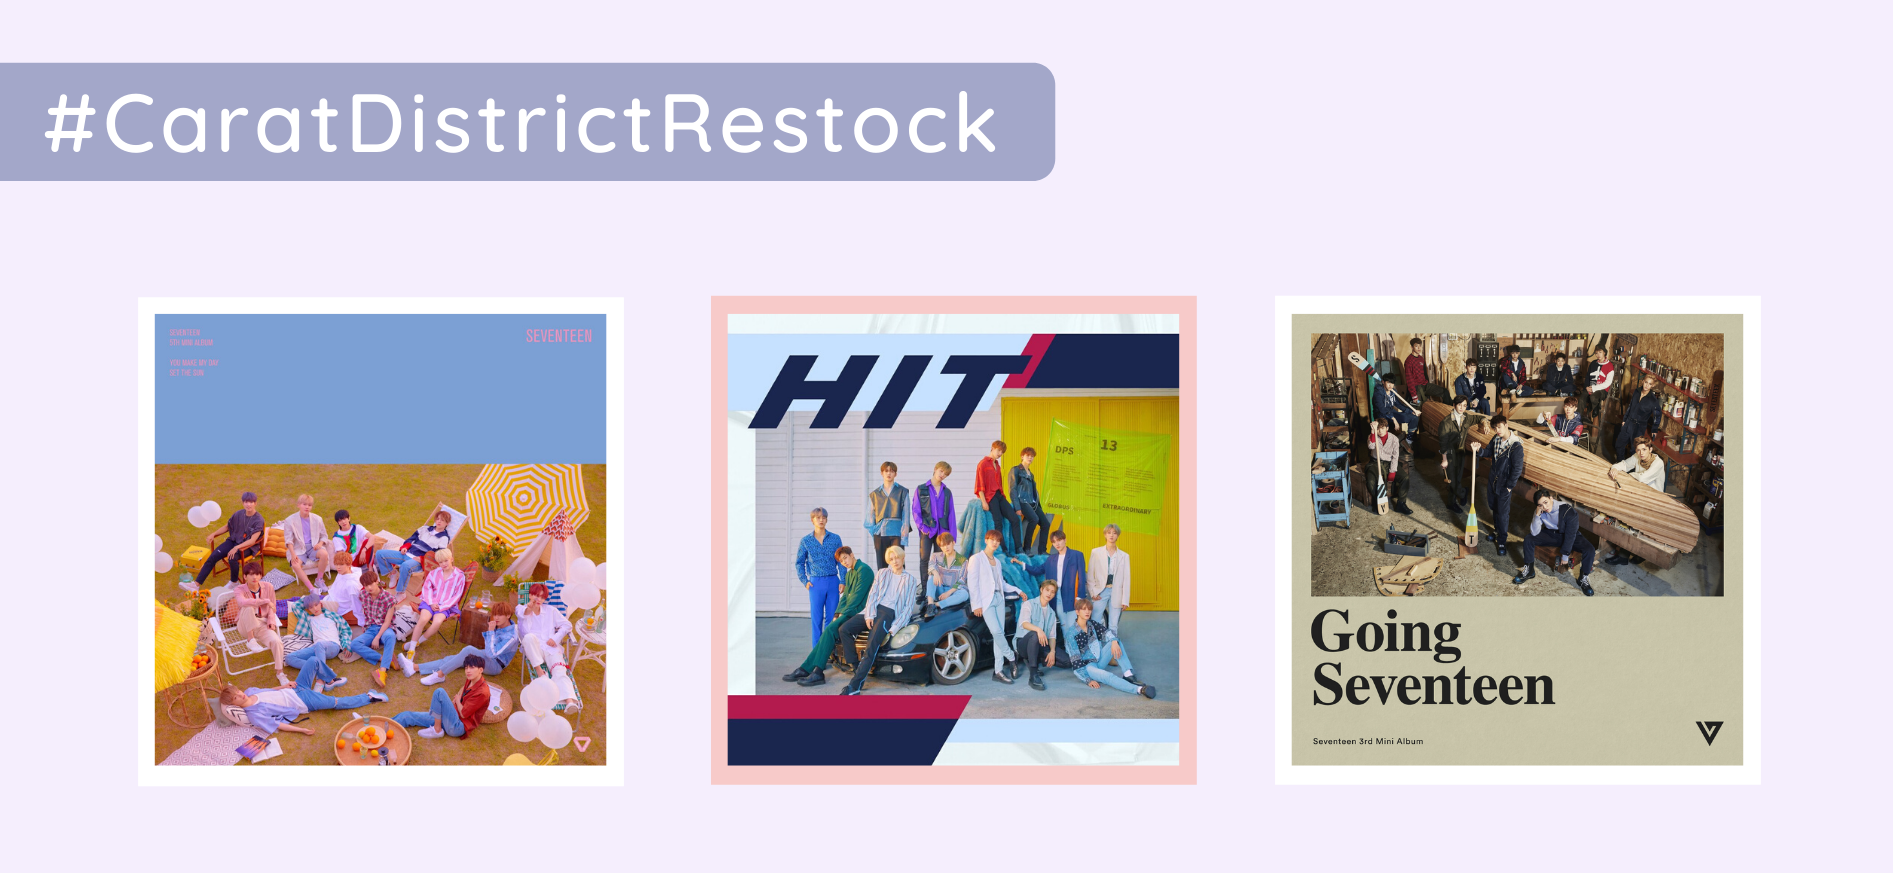 #CaratDistrictRestock
SEVENTEEN
5TH MINI ALBUM
YOU MAKE MY DAY
SET THE SUN
SEVENTEEN
HIT
DPS
13
EXTRAORDINARY
S
Y
I
Going
Seventeen
Seventeen 3rd Mini Album